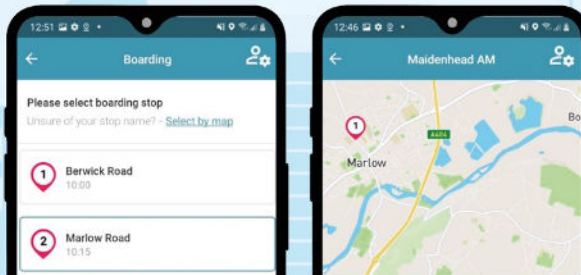 12:51
Boarding
Please select boarding stop
Unsure of your stop name? - Select by map
1
Berwick Road
10:00
2
Marlow Road
10.15
12:46
Maidenhead AM
1
A404
Marlow
Bo